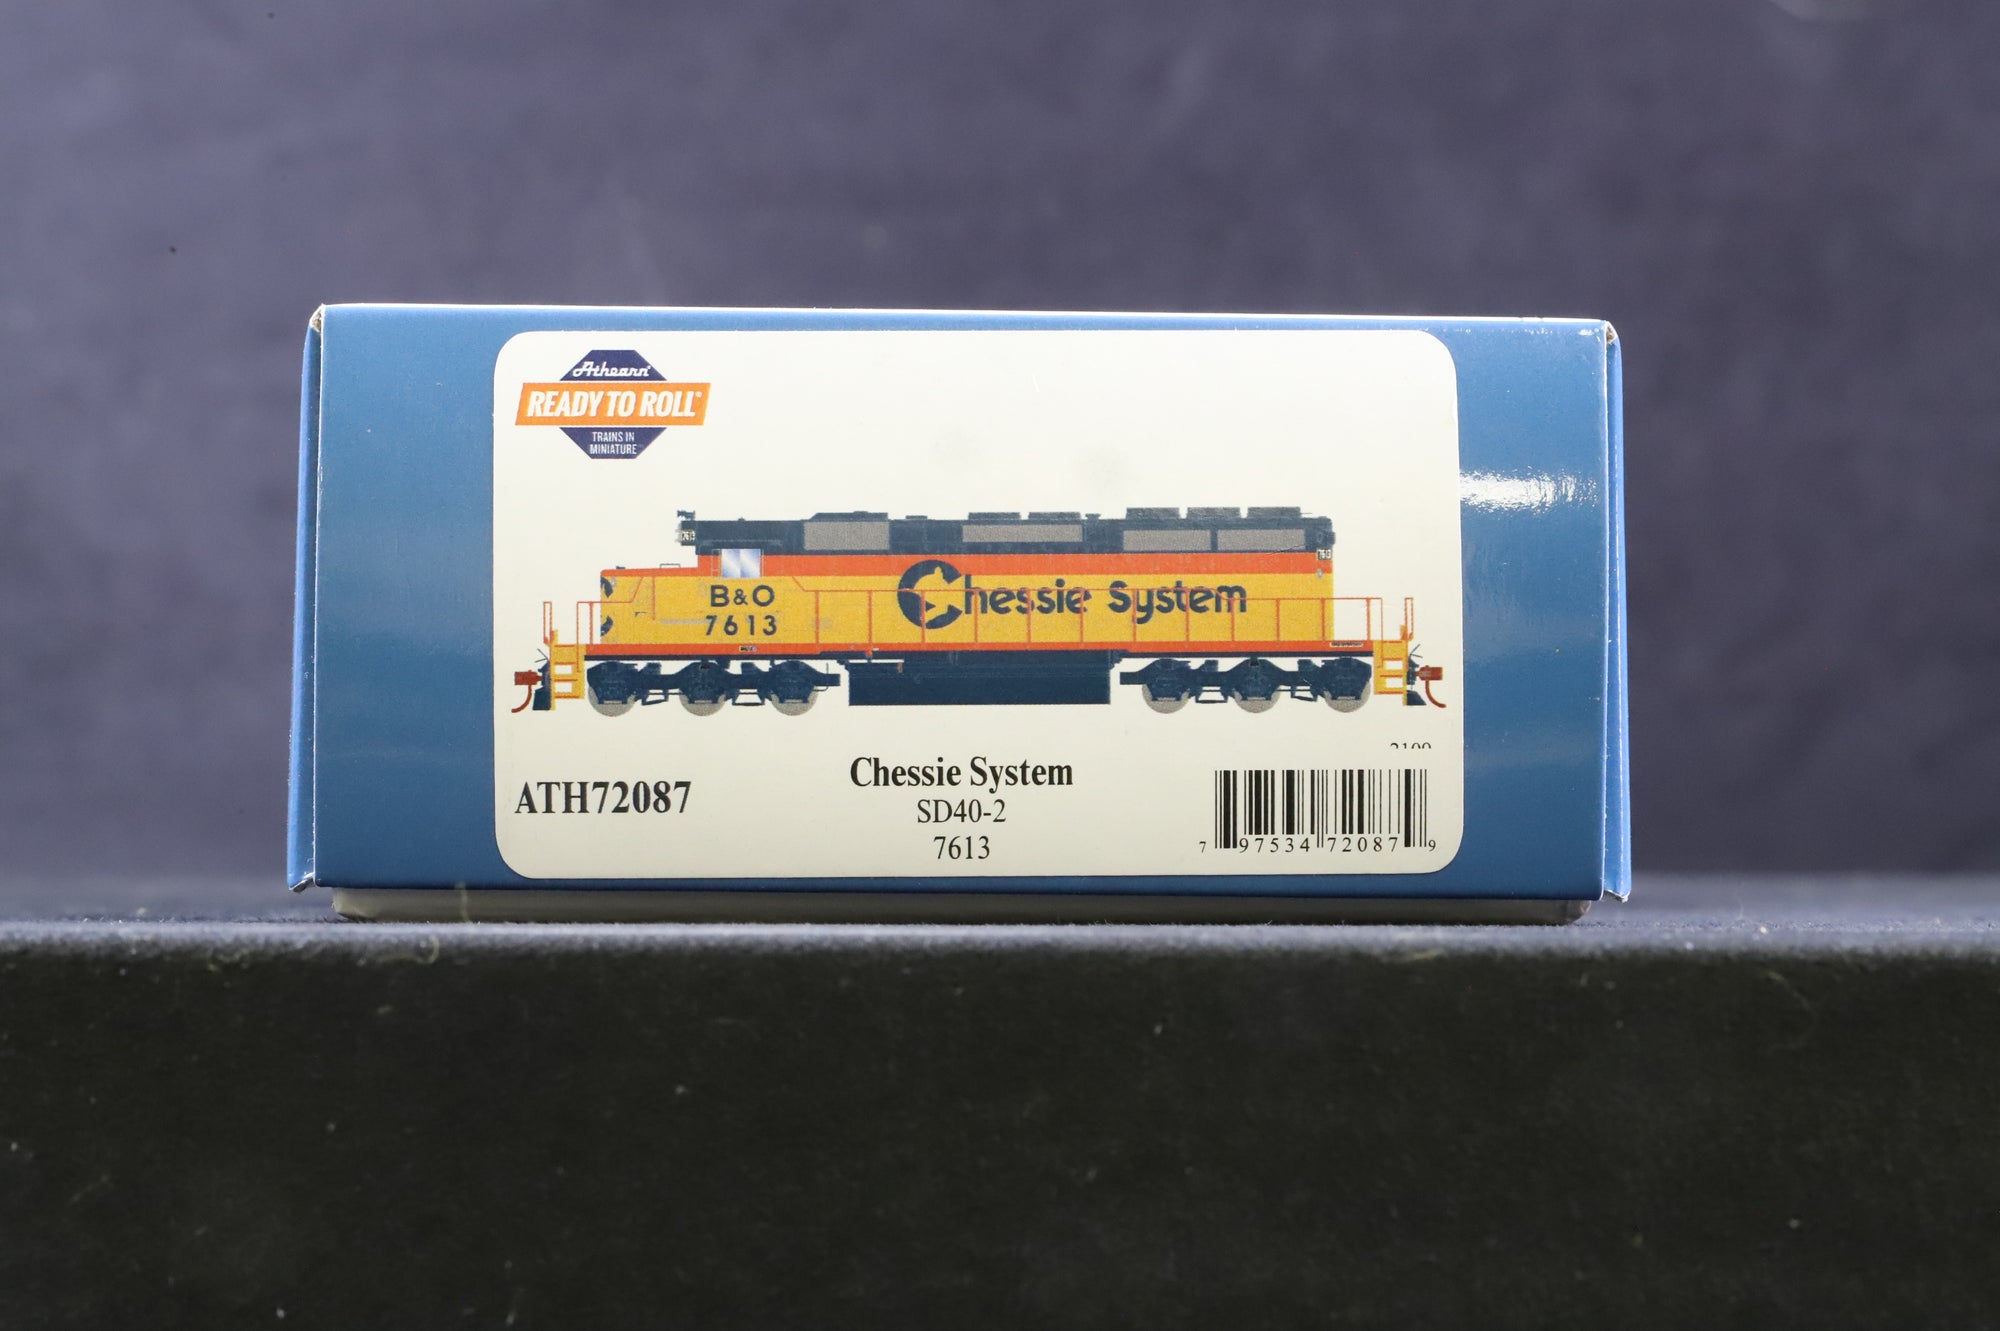 Athearn
READY TO ROLL
TRAINS IN
MINIATURE
7613
7613
B&O
7613
Chessie System
ATH72087
Chessie System
SD40-2
7613
7 97534 72087 9